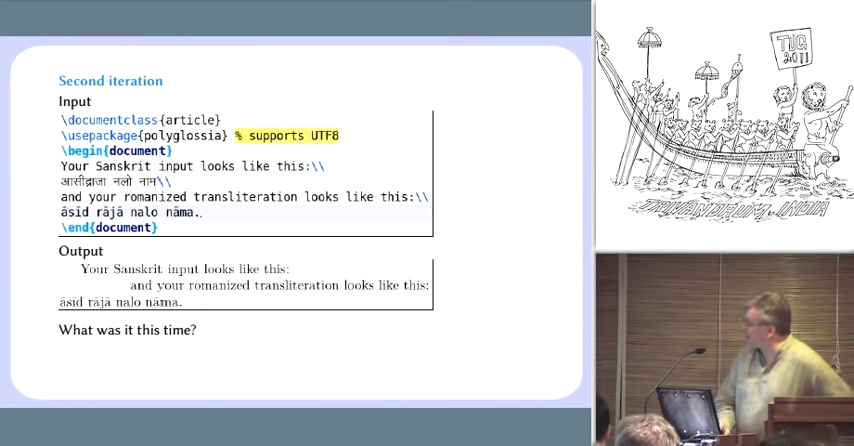 Second iteration
Input
\documentclass{article}
\usepackage{polyglossia} % supports UTF8
\begin{document}
Your Sanskrit input looks like this:\\
आसीद्राजा नलो नाम\\
and your romanized transliteration looks like this:\\
āsīd rājā nalo nāma.
\end{document}
Output
Your Sanskrit input looks like this:
and your romanized transliteration looks like this:
āsīd rājā nalo nāma.
What was it this time?
TUG
2011
TRIVANDRUM, INDIA